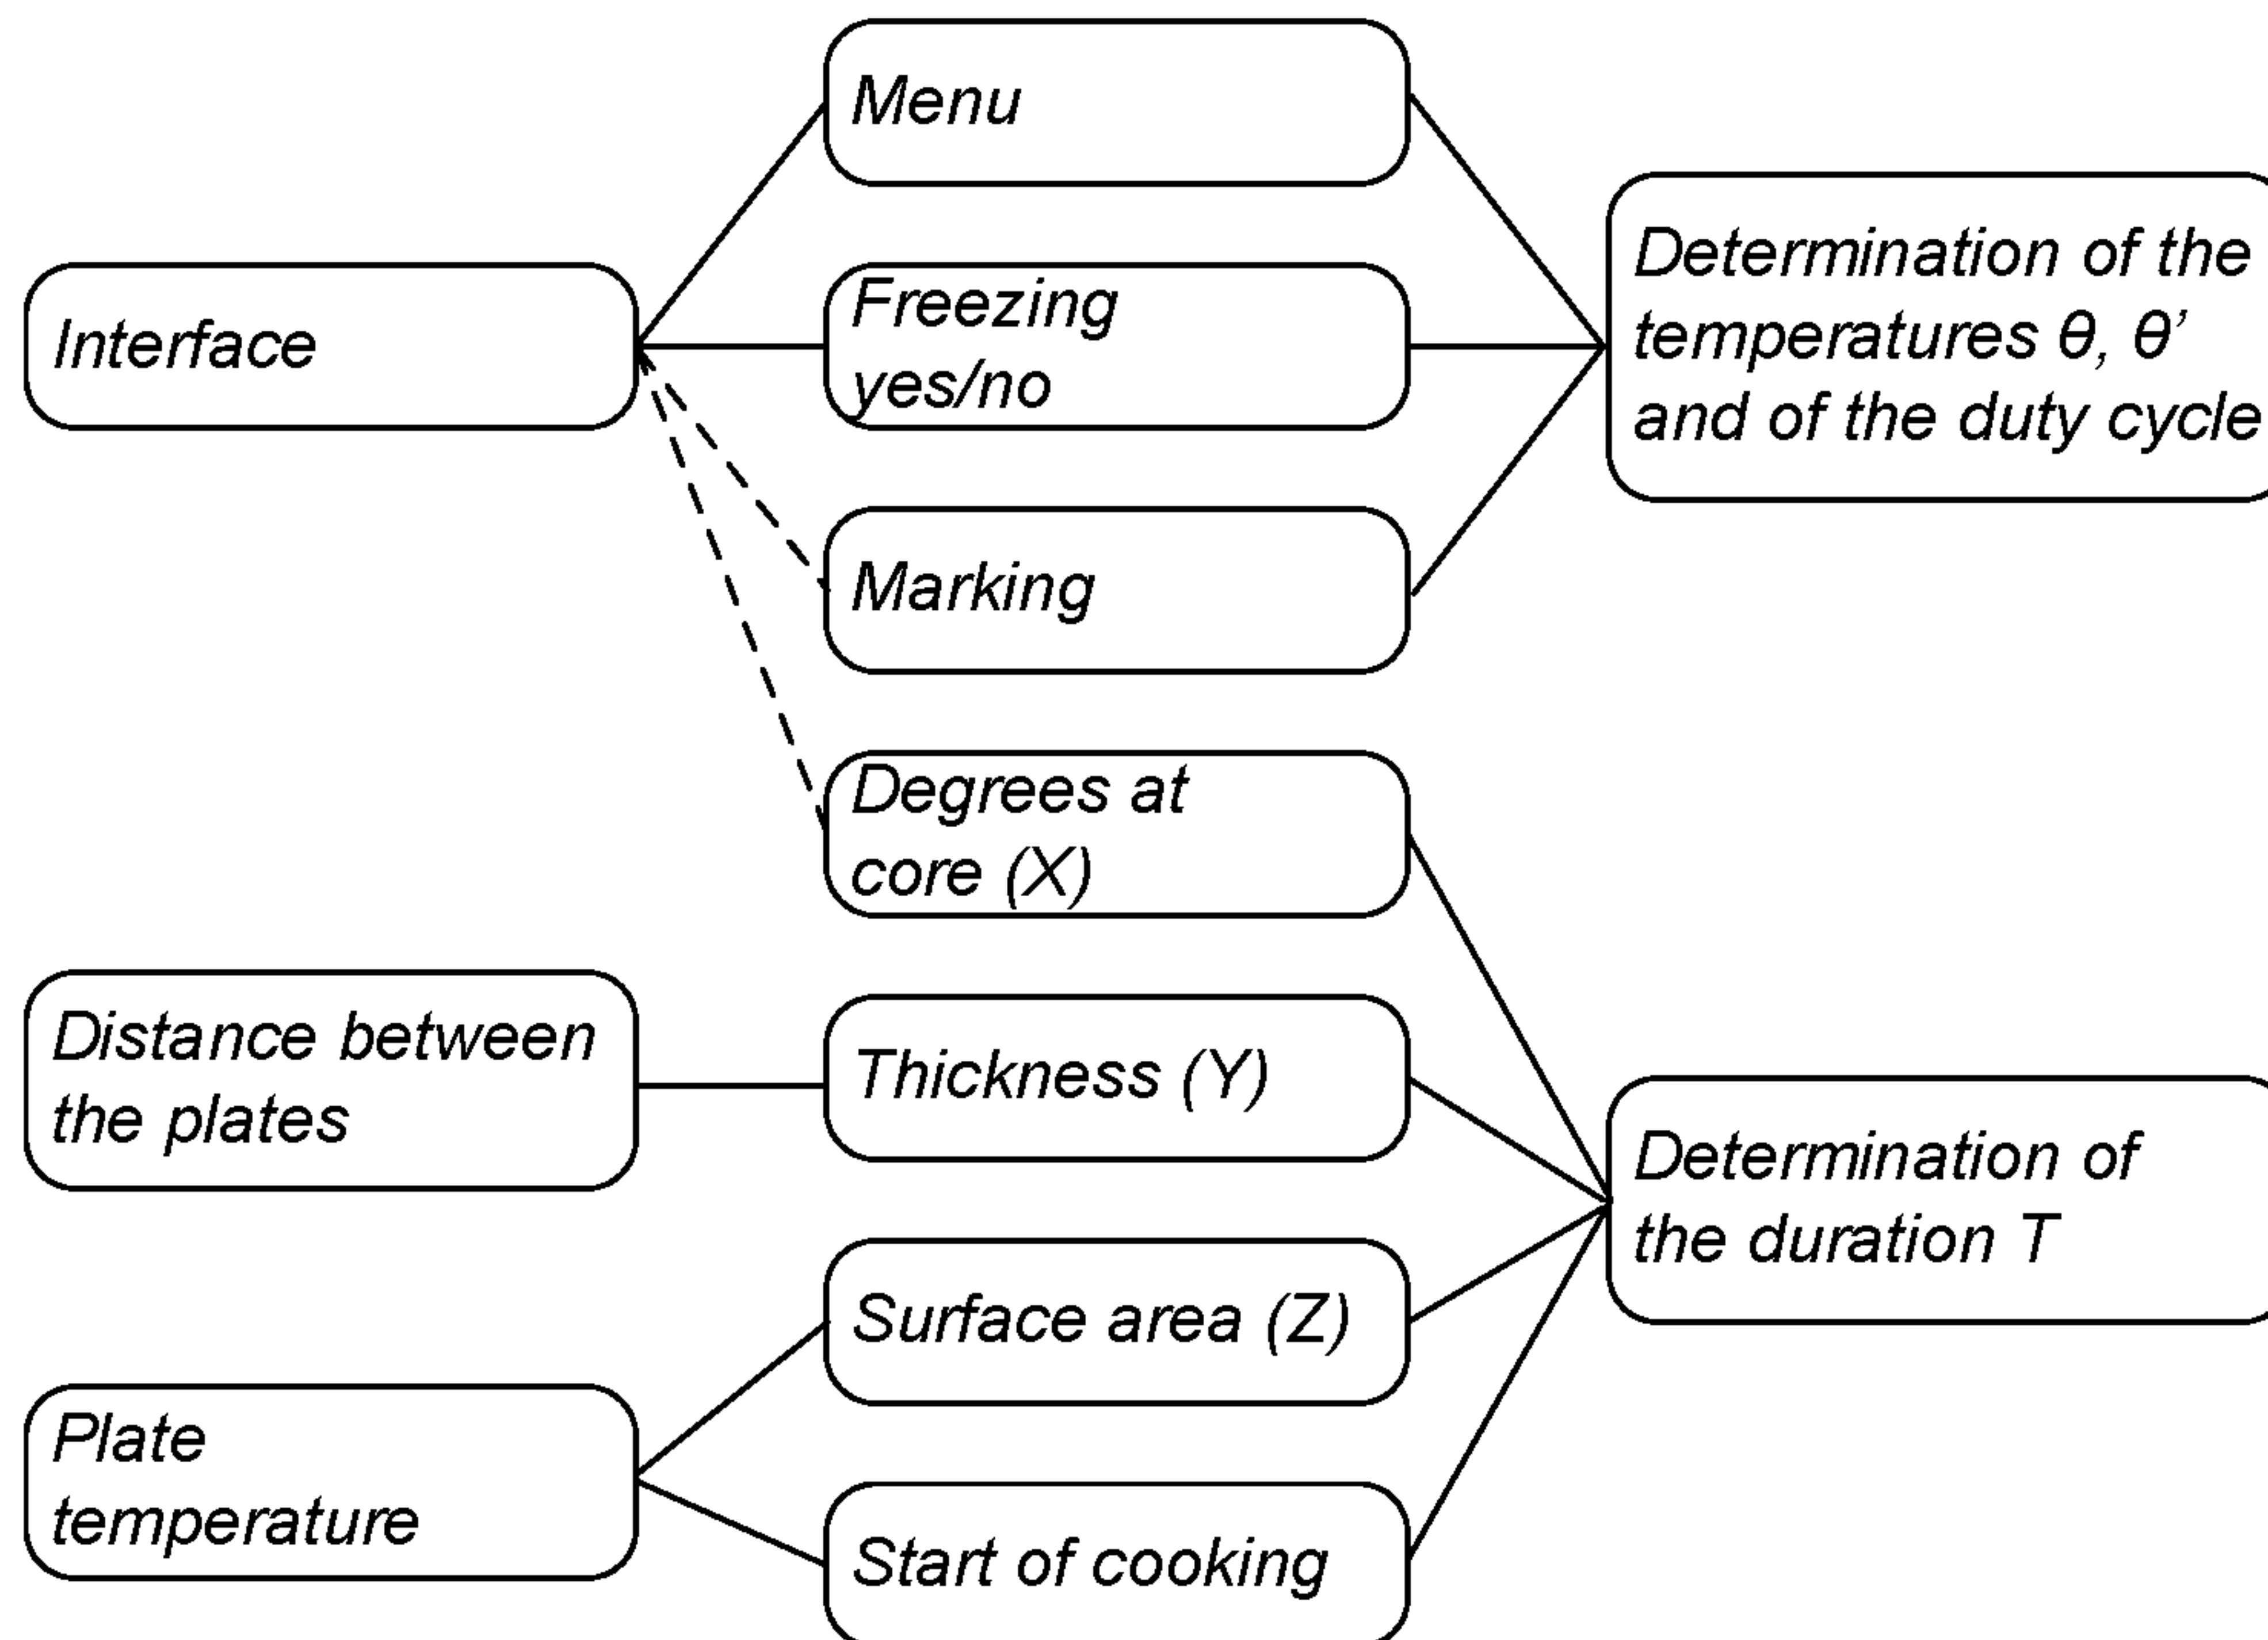 Menu
Freezing
yes/no
Interface
Marking
Determination of the
temperatures θ, θ’
and of the duty cycle
Degrees at
core (X)
Distance between
the plates
Thickness (Y)
Surface area (Z)
Determination of
the duration T
Plate
temperature
Start of cooking